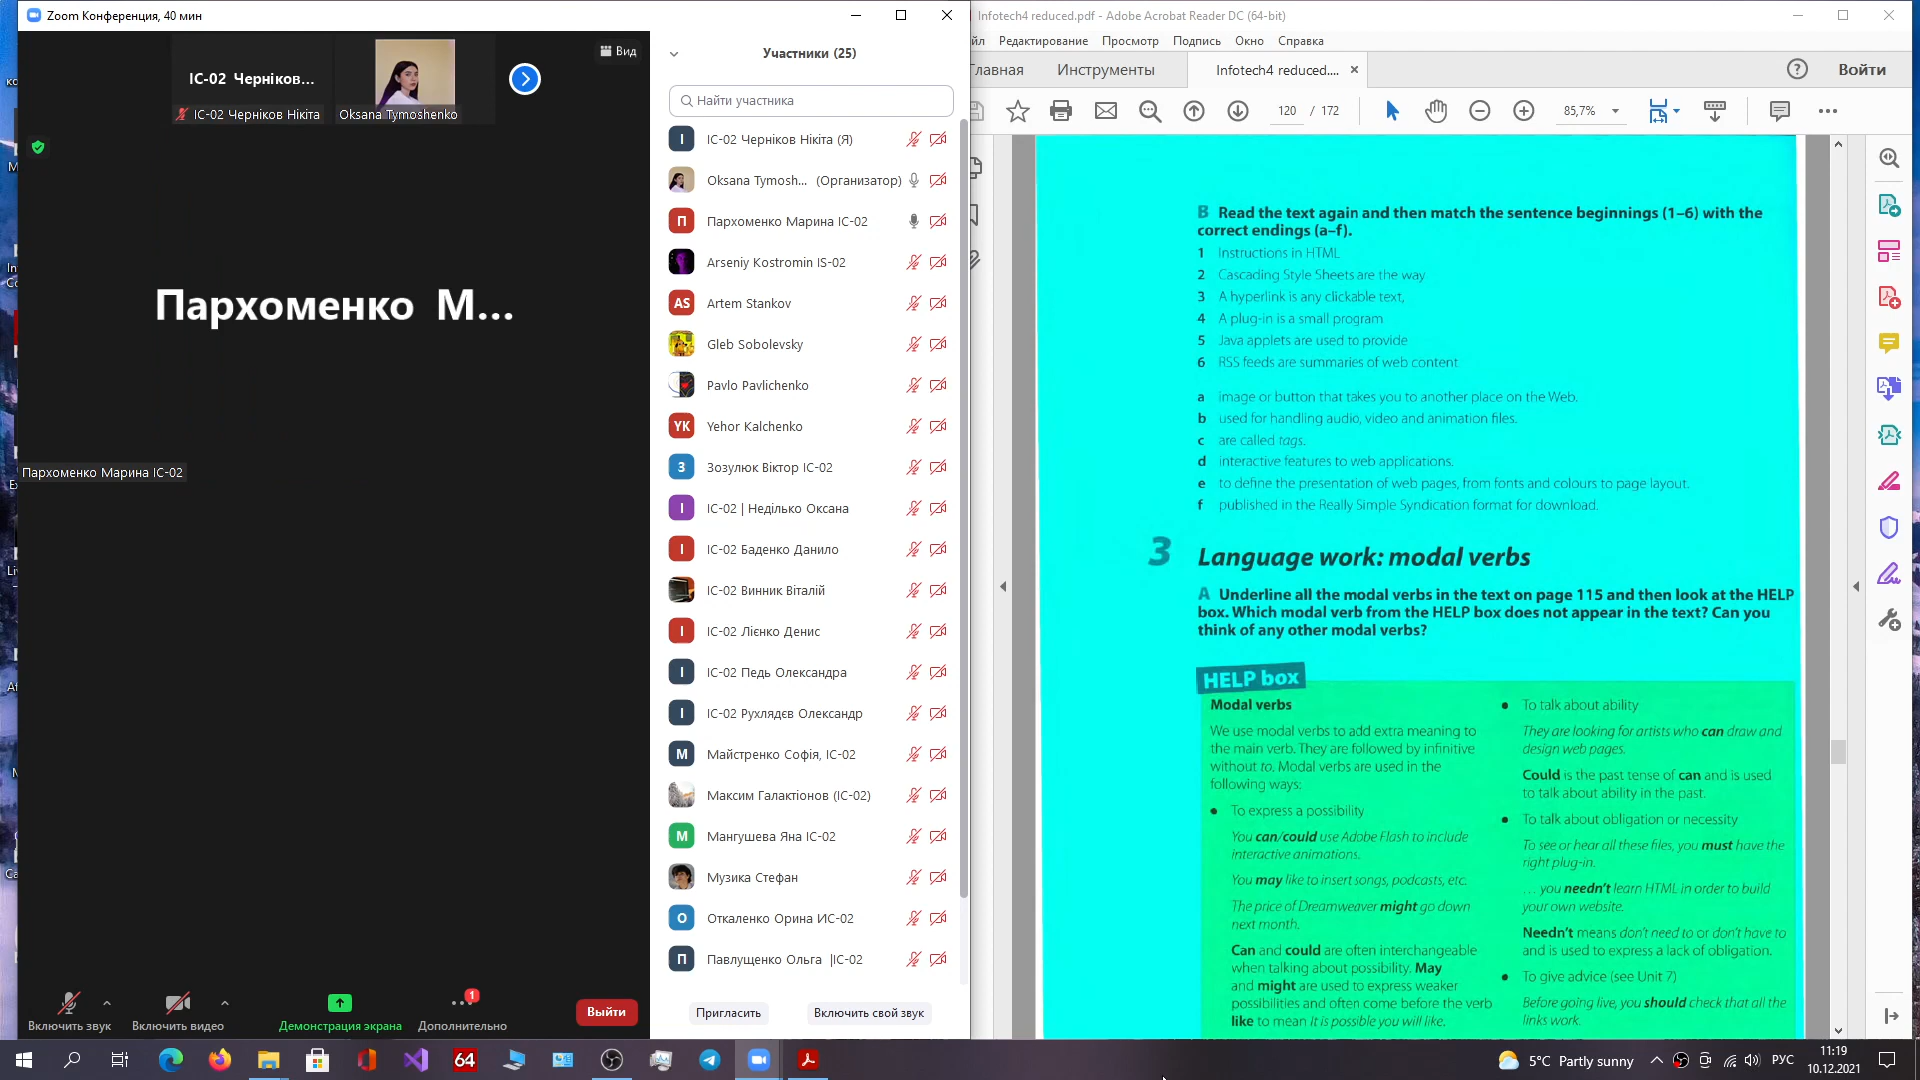 Zoom Конференция, 40 мин
IC-02 Черніков...
IC-02 Черніков Нікіта
Oksana Tymoshenko
Вид
Пархоменко М...
Пархоменко Марина IC-02
Включить звук
Включить видео
Демонстрация экрана
1
Дополнительно
Выйти
Участники (25)
Найти участника
I
IC-02 Черніков Нікіта (Я)
Oksana Tymosh... (Организатор)
П
Пархоменко Марина IC-02
Arseniy Kostromin IS-02
AS
Artem Stankov
Gleb Sobolevsky
Pavlo Pavlichenko
YK
Yehor Kalchenko
З
Зозулюк Віктор IC-02
I
IC-02 | Неділько Оксана
I
IC-02 Баденко Данило
IC-02 Винник Віталій
I
IC-02 Лієнко Денис
I
IC-02 Педь Олександра
I
IC-02 Рухлядєв Олександр
М
Майстренко Софія, IC-02
Максим Галактіонов (IC-02)
М
Мангушева Яна IC-02
Музика Стефан
О
Откаленко Орина ИС-02
П
Павлущенко Ольга |IC-02
Пригласить
Включить свой звук
Infotech4 reduced.pdf - Adobe Acrobat Reader DC (64-bit)
йл Редактирование Просмотр Подпись Окно Справка
Главная
Инструменты
Infotech4 reduced....
Войти
120 / 172
85,7%
B Read the text again and then match the sentence beginnings (1–6) with the
correct endings (a–f).
1 Instructions in HTML
2 Cascading Style Sheets are the way
3 A hyperlink is any clickable text,
4 A plug-in is a small program
5 Java applets are used to provide
6 RSS feeds are summaries of web content
a image or button that takes you to another place on the Web.
b used for handling audio, video and animation files.
c are called tags.
d interactive features to web applications.
e to define the presentation of web pages, from fonts and colours to page layout.
f published in the Really Simple Syndication format for download.
3 Language work: modal verbs
A Underline all the modal verbs in the text on page 115 and then look at the HELP
box. Which modal verb from the HELP box does not appear in the text? Can you
think of any other modal verbs?
HELP box
Modal verbs
We use modal verbs to add extra meaning to
the main verb. They are followed by infinitive
without to. Modal verbs are used in the
following ways:
● To express a possibility
You can/could use Adobe Flash to include
interactive animations.
You may like to insert songs, podcasts, etc.
The price of Dreamweaver might go down
next month.
Can and could are often interchangeable
when talking about possibility. May
and might are used to express weaker
possibilities and often come before the verb
like to mean It is possible you will like.
● To talk about ability
They are looking for artists who can draw and
design web pages.
Could is the past tense of can and is used
to talk about ability in the past.
● To talk about obligation or necessity
To see or hear all these files, you must have the
right plug-in.
… you needn't learn HTML in order to build
your own website.
Needn't means don't need to or don't have to
and is used to express a lack of obligation.
● To give advice (see Unit 7)
Before going live, you should check that all the
links work.
64
5°C Partly sunny
РУС
11:19
10.12.2021